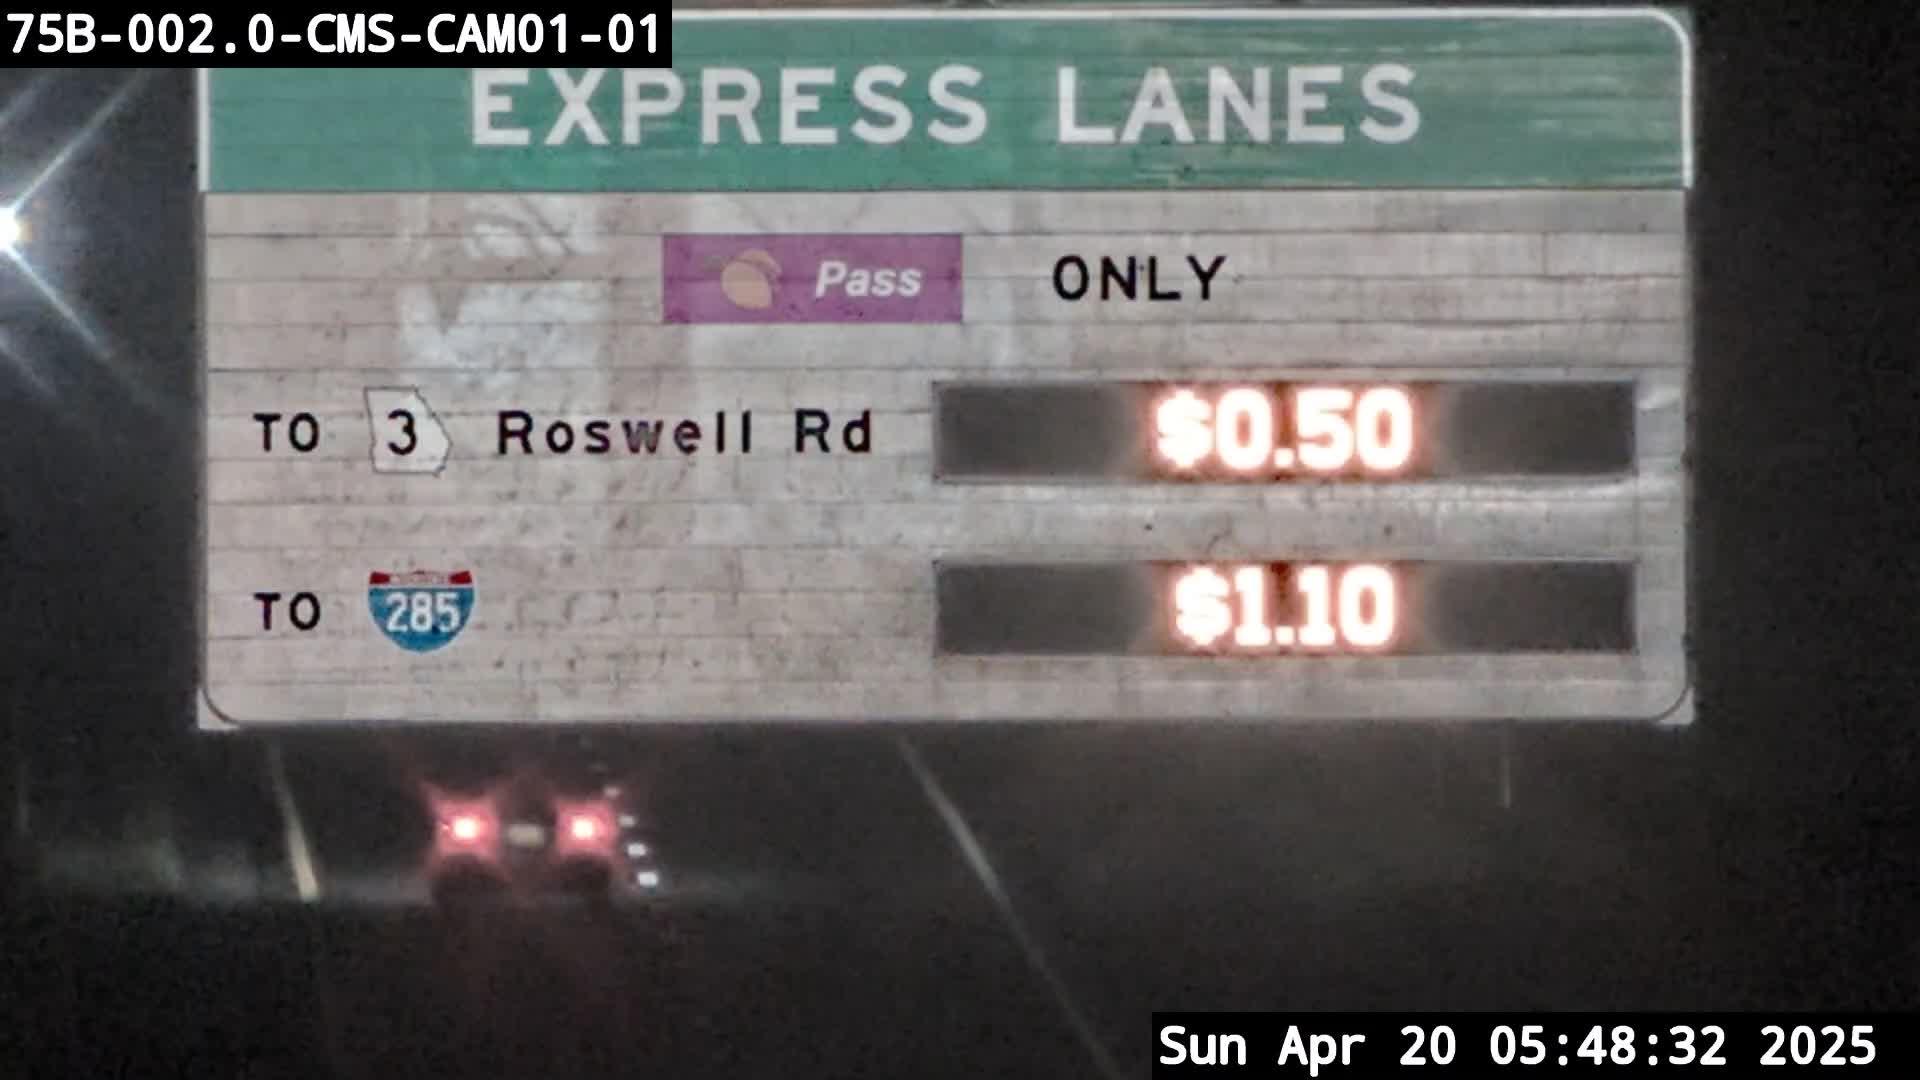 75B-002.0-CMS-CAM01-01
EXPRESS LANES
Pass ONLY
TO 3 Roswell Rd $0.50
TO 285 $1.10
Sun Apr 20 05:48:32 2025